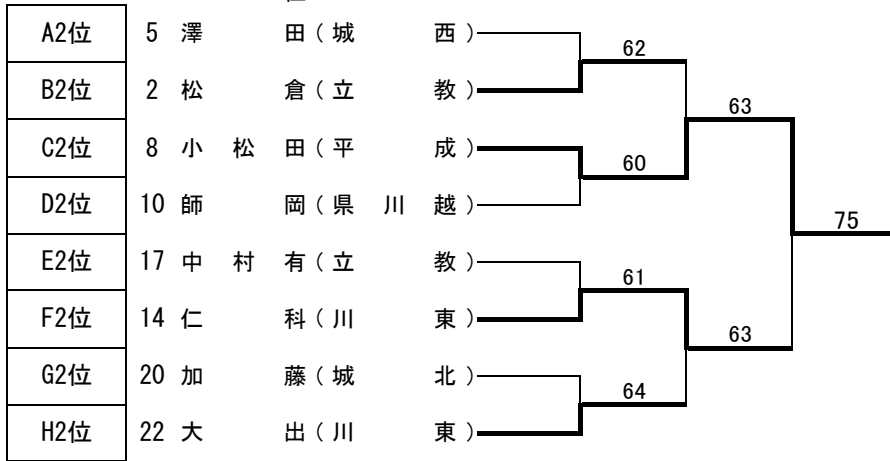 A2位 5 澤田（城西） 62
B2位 2 松倉（立教） 63
C2位 8 小松田（平成） 60
D2位 10 師岡（県川越） 75
E2位 17 中村有（立教） 61
F2位 14 仁科（川東） 63
G2位 20 加藤（城北） 64
H2位 22 大出（川東）